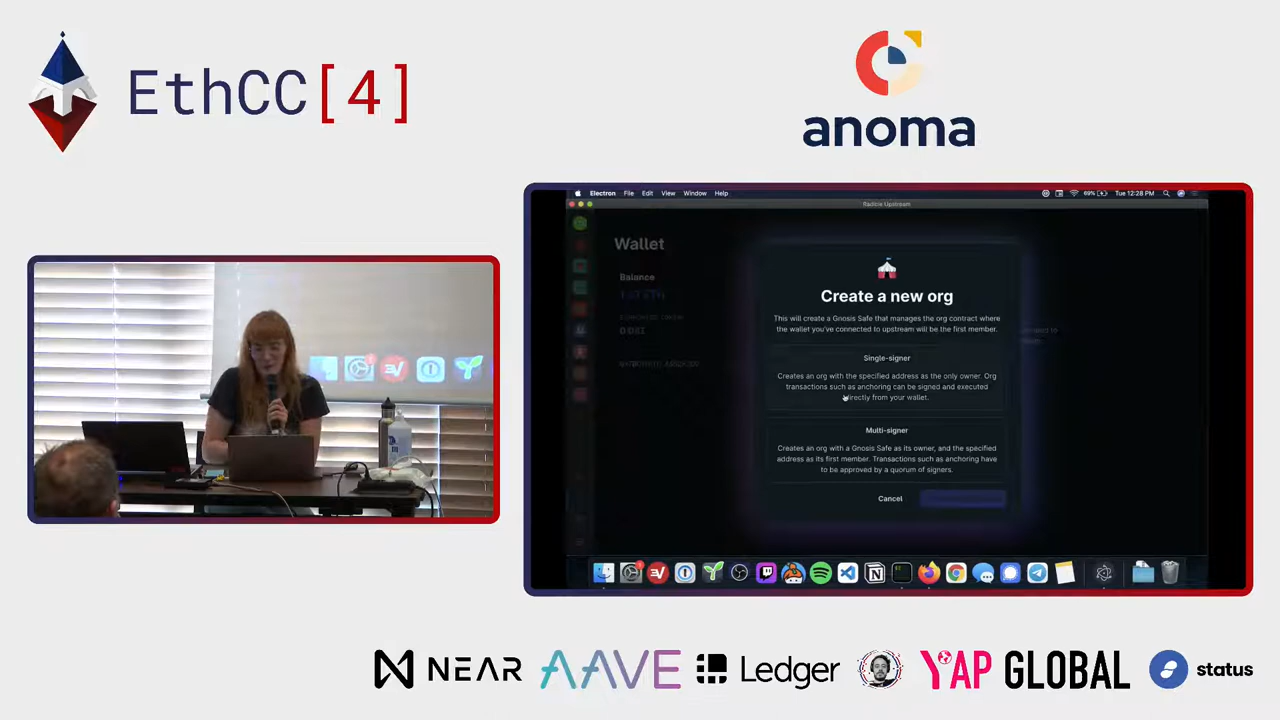 EthCC[4]
anoma
Electron File Edit View Window Help
69% Tue 12:28 PM
Radicle Upstream
Wallet
Balance
Create a new org
This will create a Gnosis Safe that manages the org contract where
the wallet you've connected to upstream will be the first member.
Single-signer
Creates an org with the specified address as the only owner. Org
transactions such as anchoring can be signed and executed
directly from your wallet.
Multi-signer
Creates an org with a Gnosis Safe as its owner, and the specified
address as its first member. Transactions such as anchoring have
to be approved by a quorum of signers.
Cancel
NEAR
AAVE
Ledger
YAP GLOBAL
status